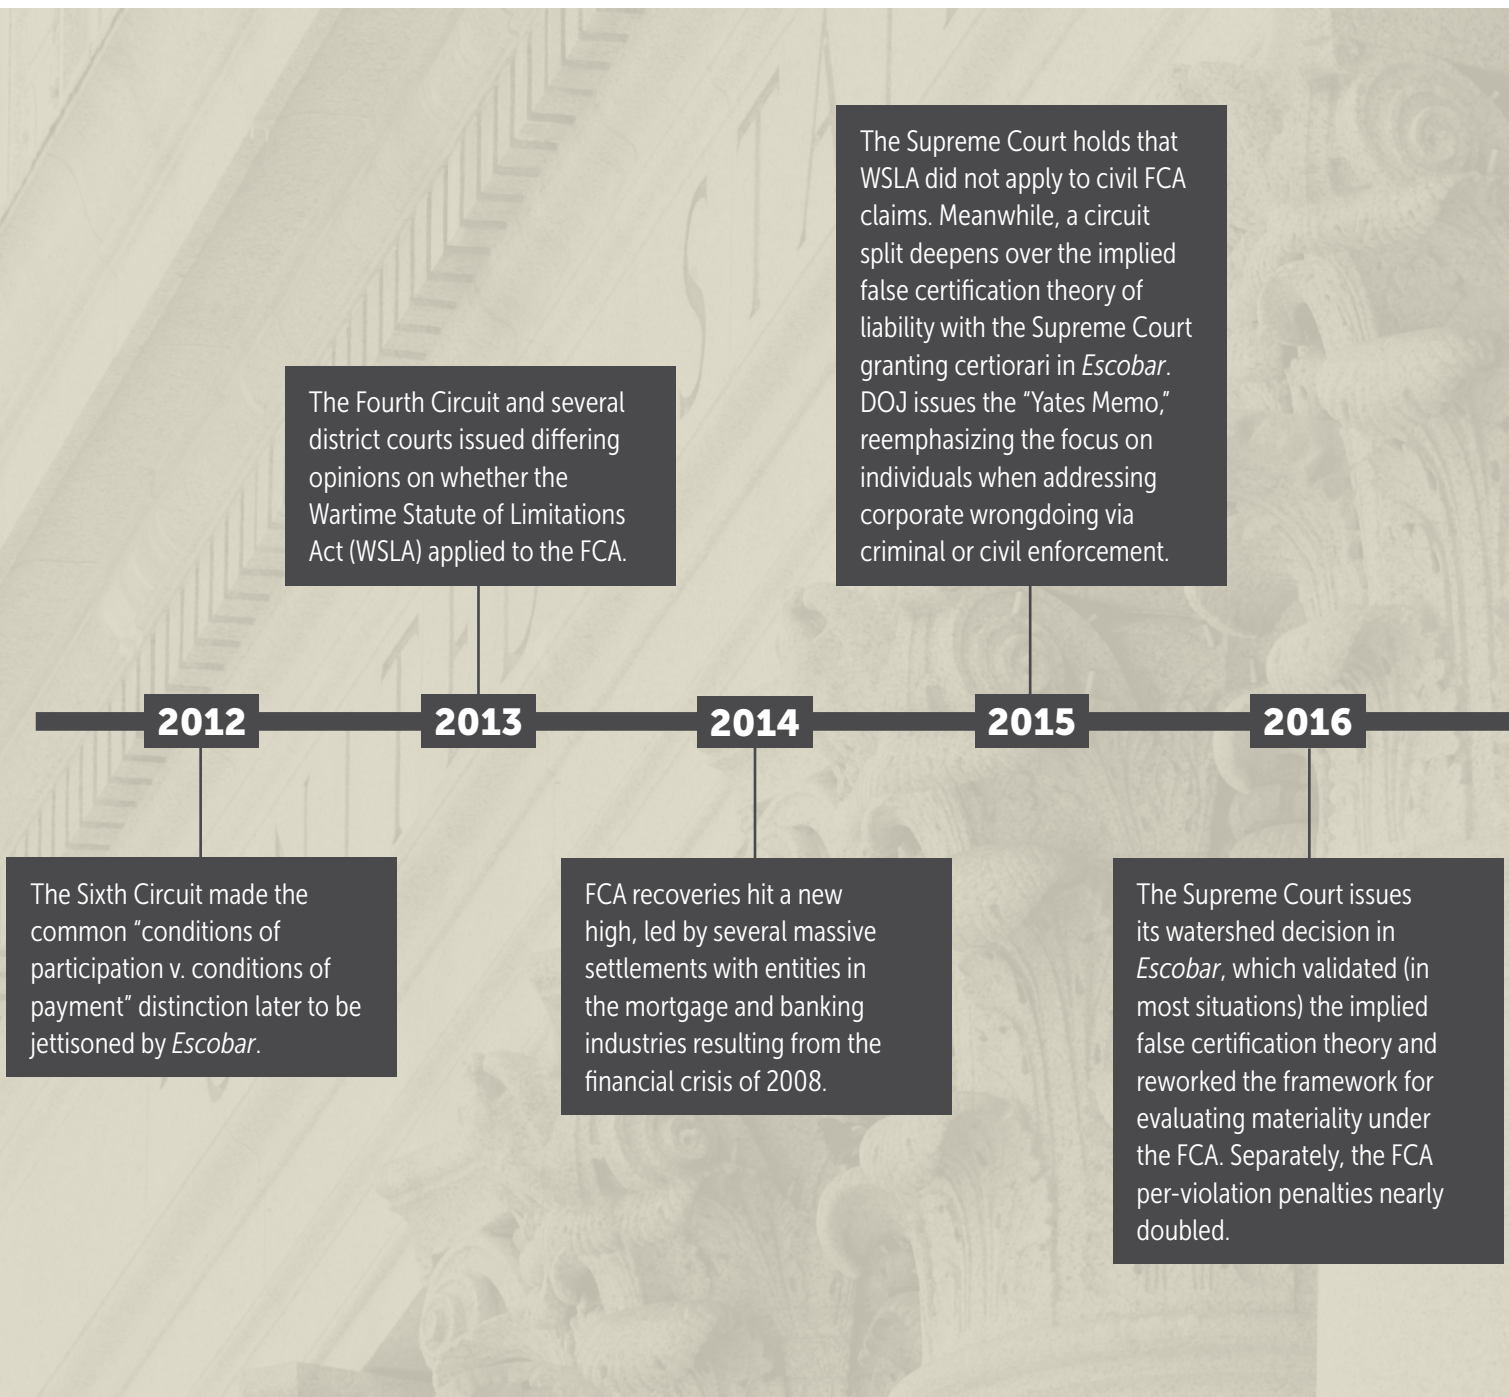 The Supreme Court holds that
WSLA did not apply to civil FCA
claims. Meanwhile, a circuit
split deepens over the implied
false certification theory of
liability with the Supreme Court
granting certiorari in Escobar.
DOJ issues the “Yates Memo,”
reemphasizing the focus on
individuals when addressing
corporate wrongdoing via
criminal or civil enforcement.
The Fourth Circuit and several
district courts issued differing
opinions on whether the
Wartime Statute of Limitations
Act (WSLA) applied to the FCA.
2012
2013
2014
2015
2016
The Sixth Circuit made the
common “conditions of
participation v. conditions of
payment” distinction later to be
jettisoned by Escobar.
FCA recoveries hit a new
high, led by several massive
settlements with entities in
the mortgage and banking
industries resulting from the
financial crisis of 2008.
The Supreme Court issues
its watershed decision in
Escobar, which validated (in
most situations) the implied
false certification theory and
reworked the framework for
evaluating materiality under
the FCA. Separately, the FCA
per-violation penalties nearly
doubled.